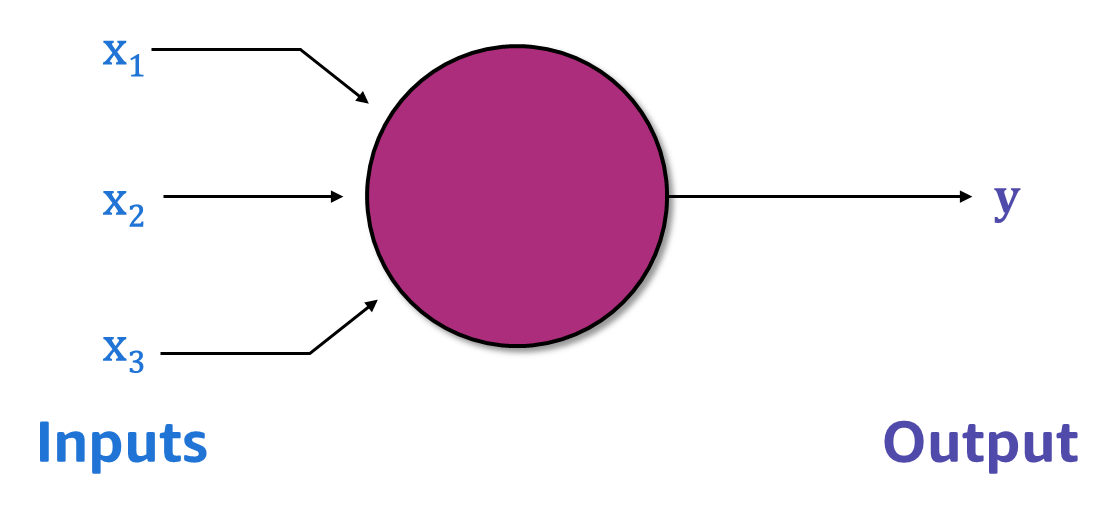 x₁
x₂
y
x₃
Inputs
Output